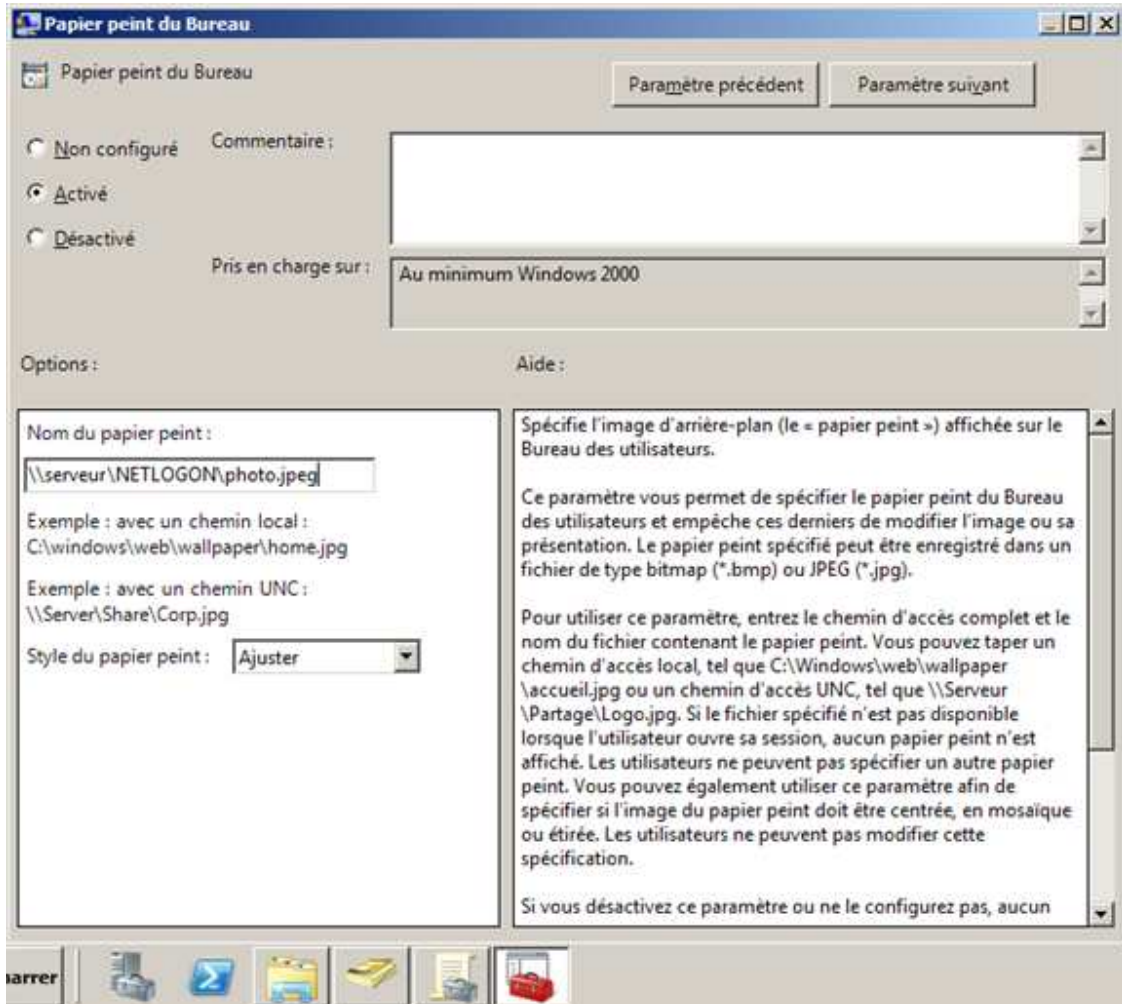 Papier peint du Bureau
Papier peint du Bureau
Paramètre précédent
Paramètre suivant
Non configuré
Commentaire :
Activé
Désactivé
Pris en charge sur :
Au minimum Windows 2000
Options :
Aide :
Nom du papier peint :
\\serveur\NETLOGON\photo.jpeg
Exemple : avec un chemin local :
C:\windows\web\wallpaper\home.jpg
Exemple : avec un chemin UNC :
\\Server\Share\Corp.jpg
Style du papier peint :
Ajuster
Spécifie l'image d'arrière-plan (le « papier peint ») affichée sur le
Bureau des utilisateurs.
Ce paramètre vous permet de spécifier le papier peint du Bureau
des utilisateurs et empêche ces derniers de modifier l'image ou sa
présentation. Le papier peint spécifié peut être enregistré dans un
fichier de type bitmap (*.bmp) ou JPEG (*.jpg).
Pour utiliser ce paramètre, entrez le chemin d'accès complet et le
nom du fichier contenant le papier peint. Vous pouvez taper un
chemin d'accès local, tel que C:\Windows\web\wallpaper
\accueil.jpg ou un chemin d'accès UNC, tel que \\Serveur
\Partage\Logo.jpg. Si le fichier spécifié n'est pas disponible
lorsque l'utilisateur ouvre sa session, aucun papier peint n'est
affiché. Les utilisateurs ne peuvent pas spécifier un autre papier
peint. Vous pouvez également utiliser ce paramètre afin de
spécifier si l'image du papier peint doit être centrée, en mosaïque
ou étirée. Les utilisateurs ne peuvent pas modifier cette
spécification.
Si vous désactivez ce paramètre ou ne le configurez pas, aucun
arrer